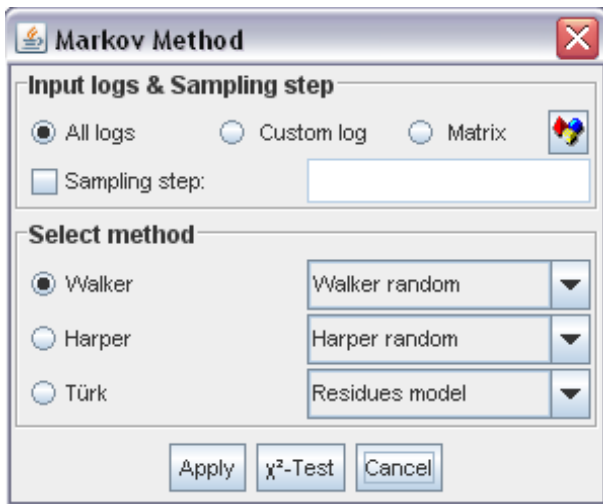 Markov Method
Input logs & Sampling step
All logs Custom log Matrix
Sampling step:
Select method
Walker Walker random
Harper Harper random
Türk Residues model
Apply χ²-Test Cancel